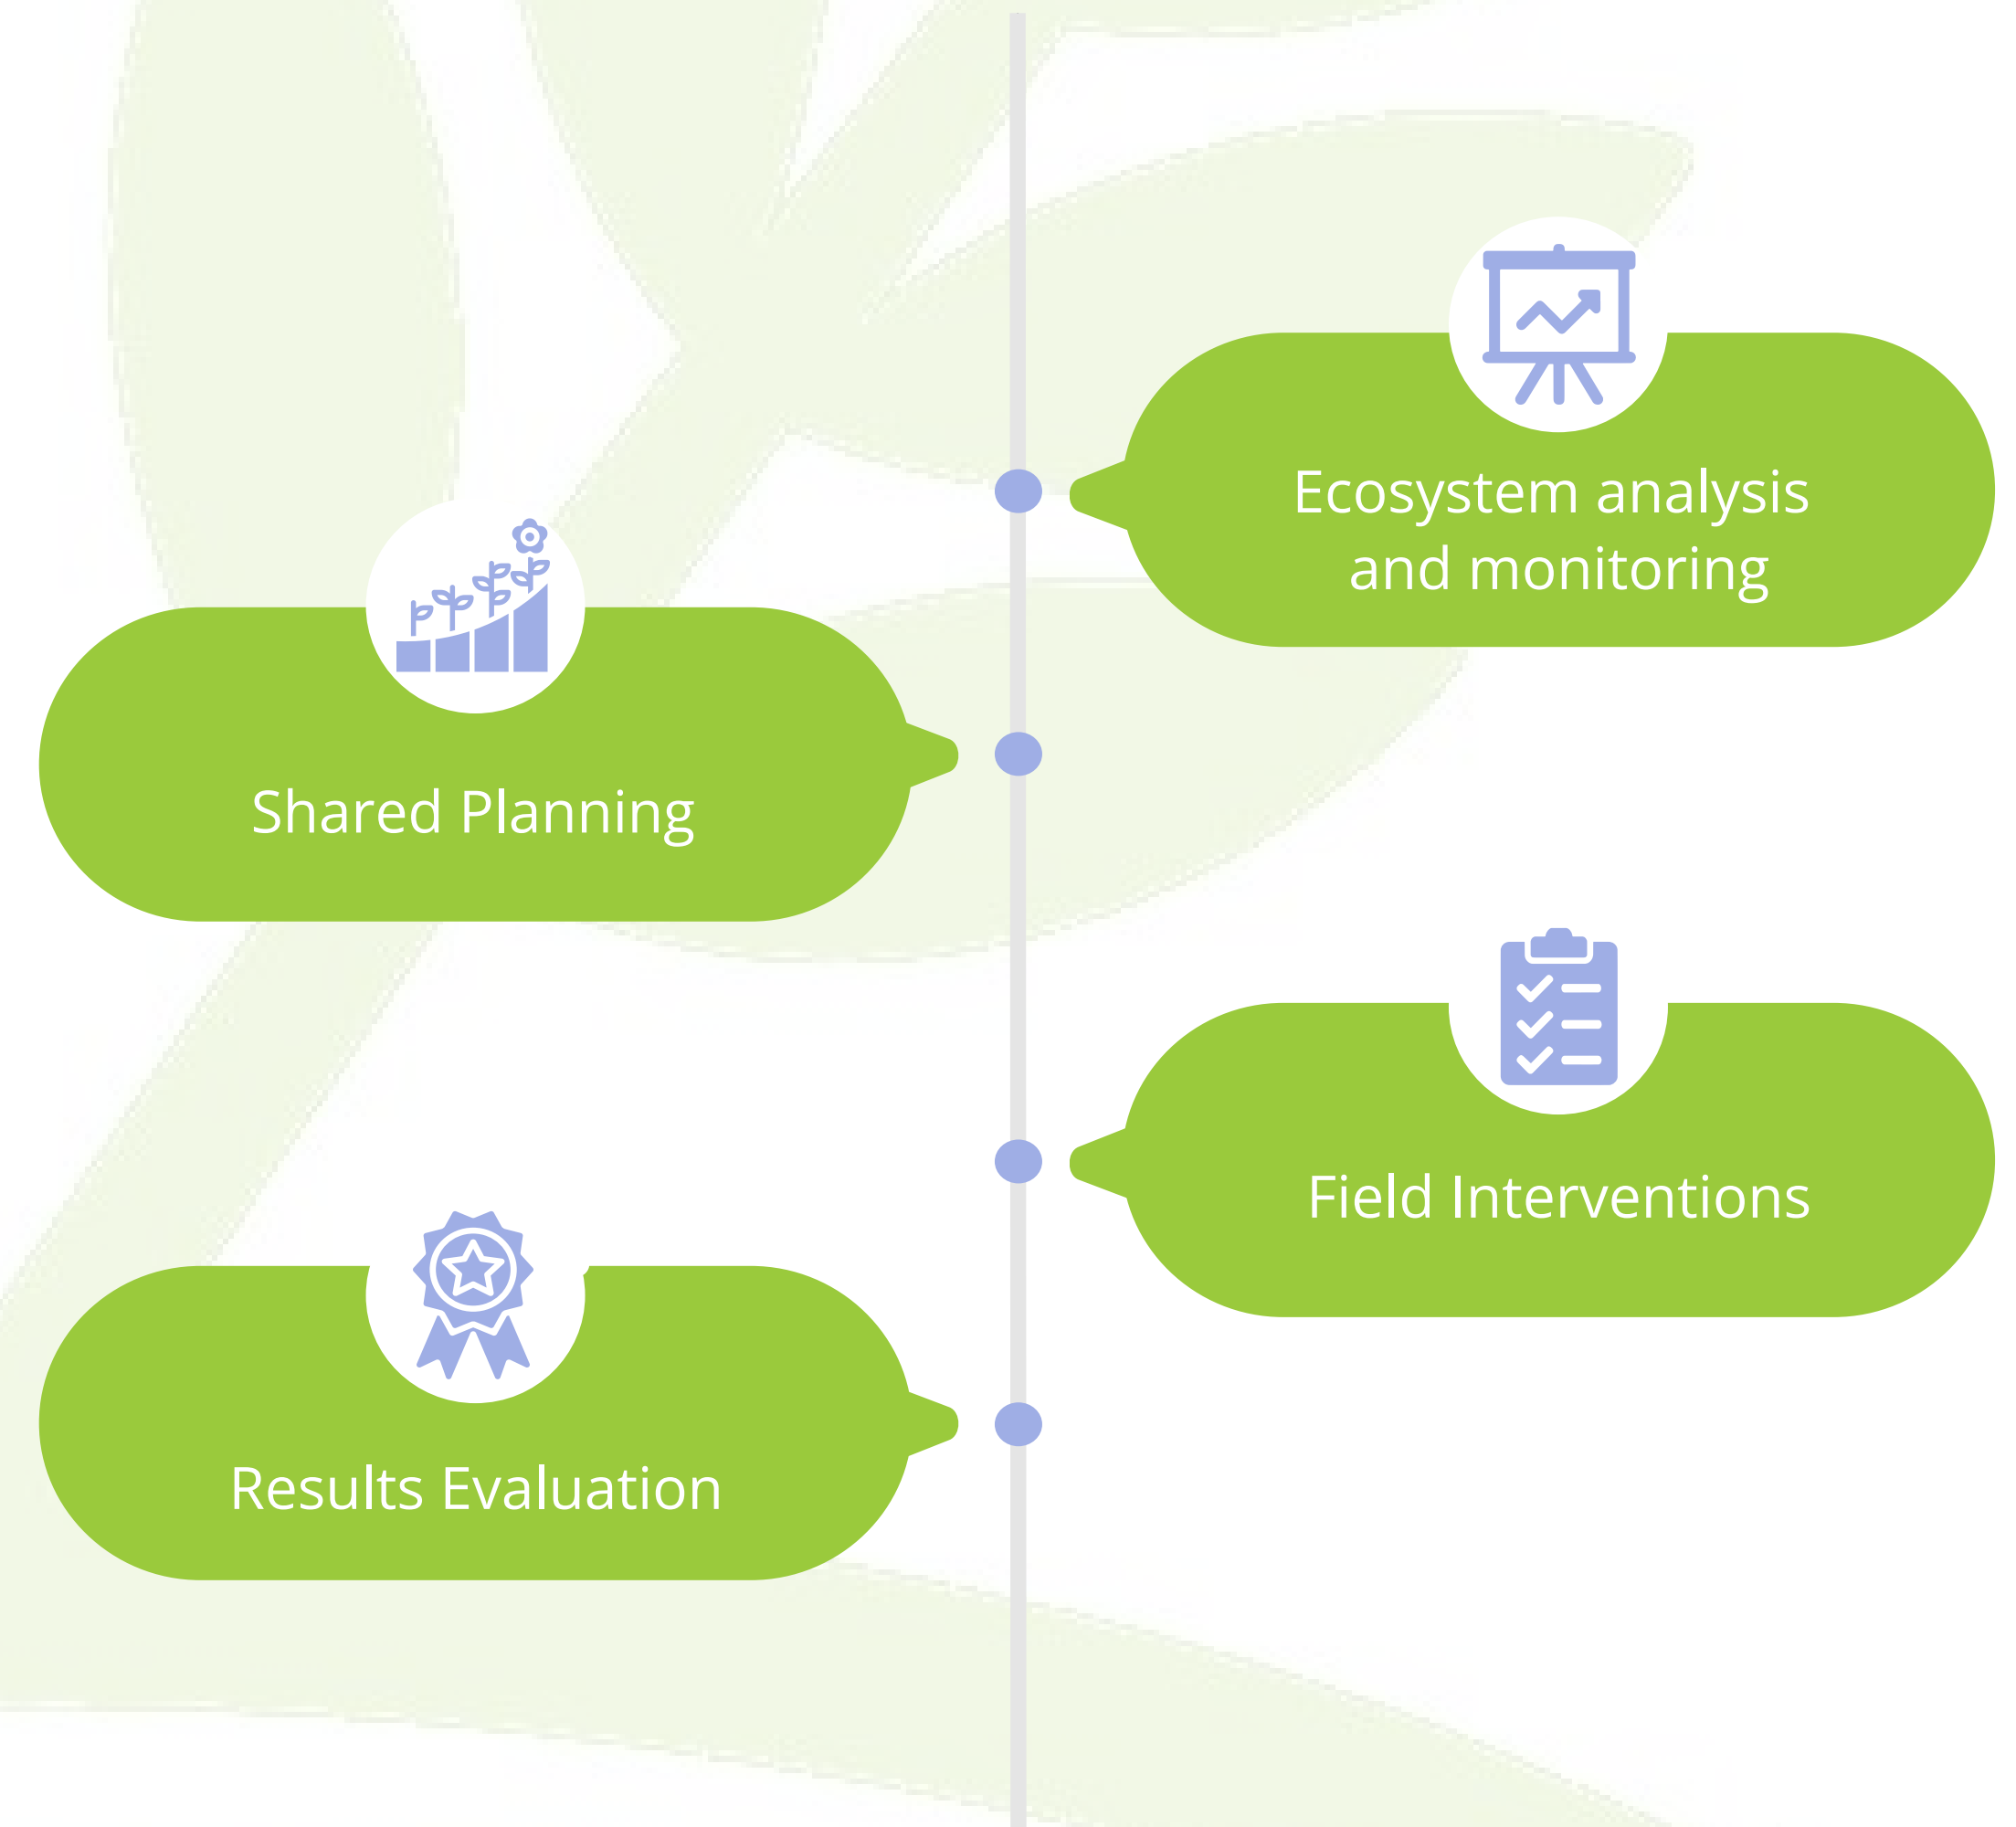 Ecosystem analysis
and monitoring
Shared Planning
Field Interventions
Results Evaluation